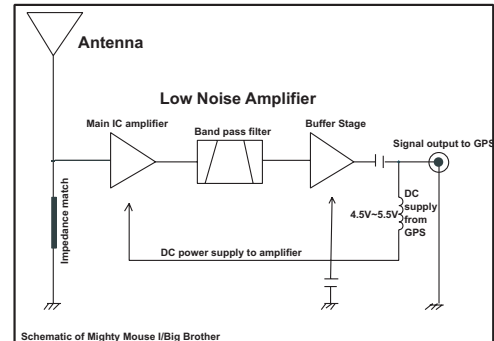 Antenna
Low Noise Amplifier
Main IC amplifier
Band pass filter
Buffer Stage
Signal output to GPS
Impedance match
4.5V~5.5V
DC
supply
from
GPS
DC power supply to amplifier
Schematic of Mighty Mouse I/Big Brother